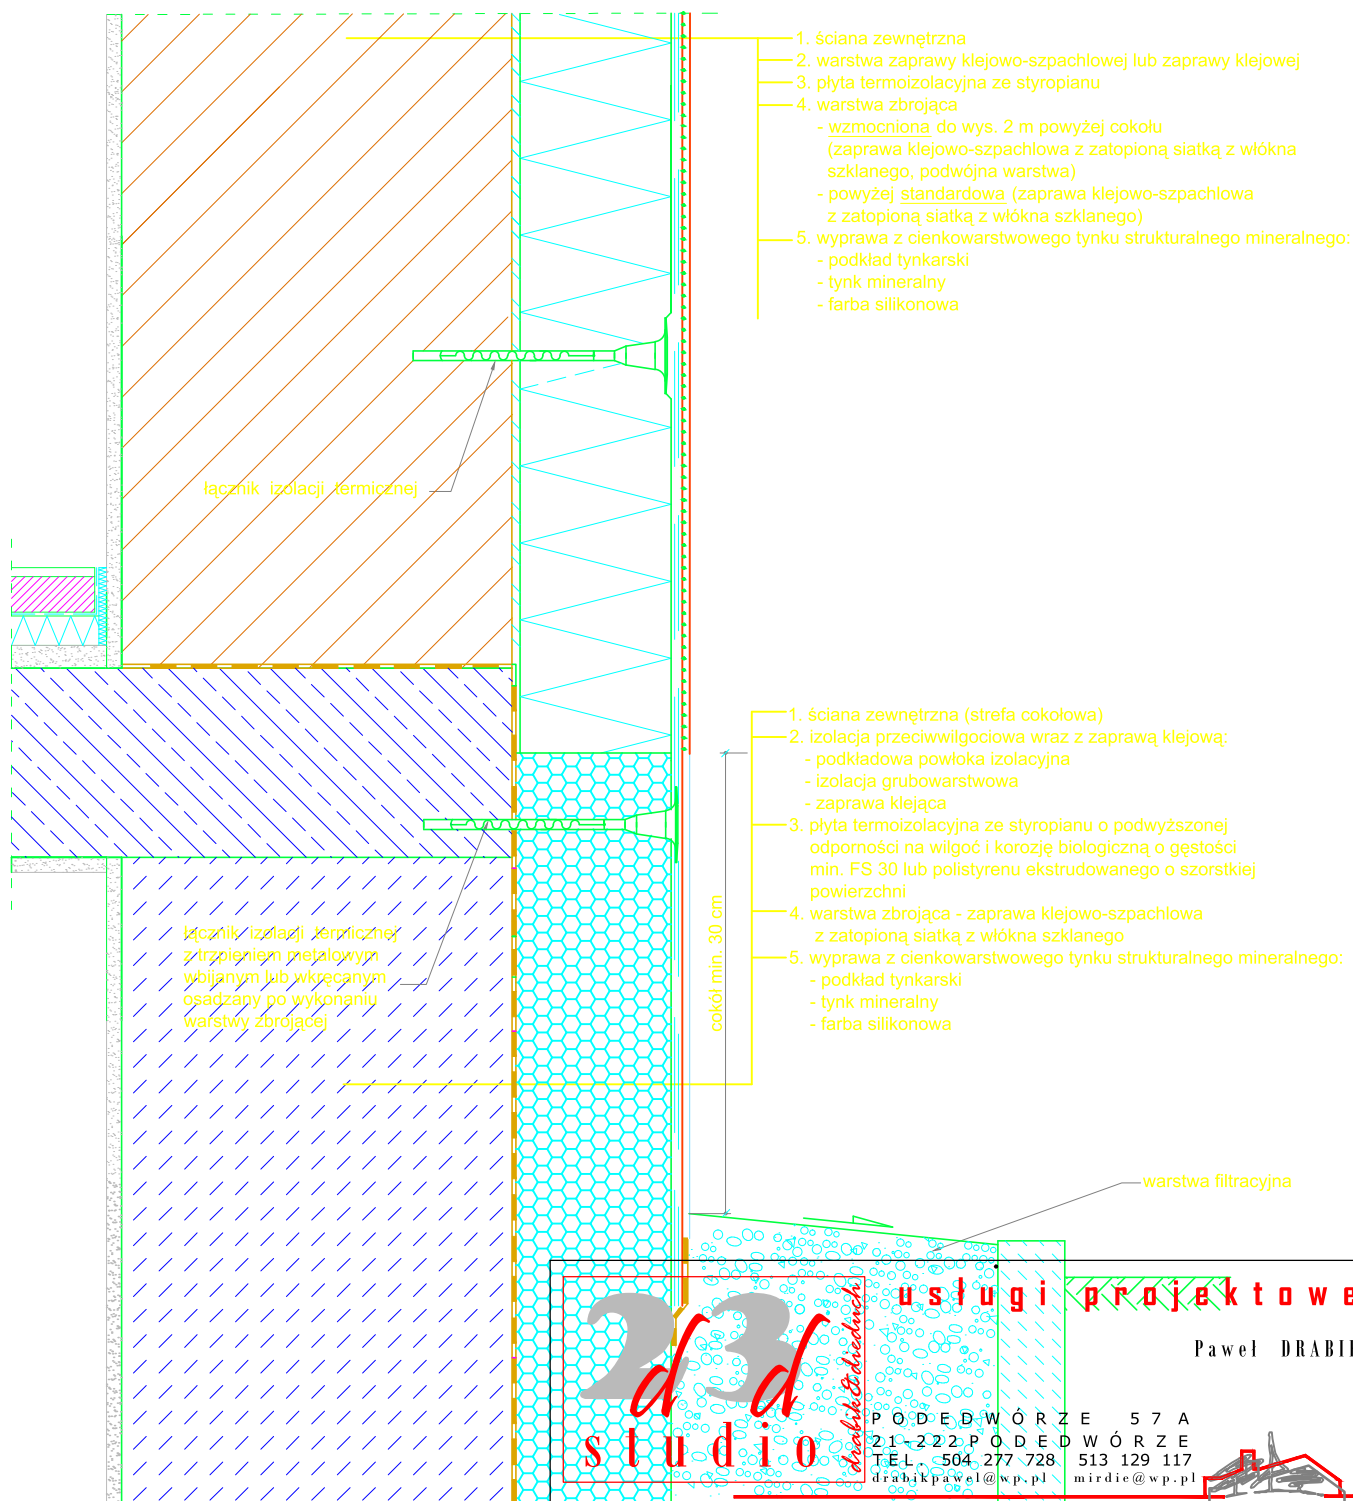 1. ściana zewnętrzna
2. warstwa zaprawy klejowo-szpachlowej lub zaprawy klejowej
3. płyta termoizolacyjna ze styropianu
4. warstwa zbrojąca
- wzmocniona do wys. 2 m powyżej cokołu
(zaprawa klejowo-szpachlowa z zatopioną siatką z włókna
szklanego, podwójna warstwa)
- powyżej standardowa (zaprawa klejowo-szpachlowa
z zatopioną siatką z włókna szklanego)
5. wyprawa z cienkowarstwowego tynku strukturalnego mineralnego:
- podkład tynkarski
- tynk mineralny
- farba silikonowa
łącznik izolacji termicznej
1. ściana zewnętrzna (strefa cokołowa)
2. izolacja przeciwwilgociowa wraz z zaprawą klejową:
- podkładowa powłoka izolacyjna
- izolacja grubowarstwowa
- zaprawa klejąca
3. płyta termoizolacyjna ze styropianu o podwyższonej
odporności na wilgoć i korozję biologiczną o gęstości
min. FS 30 lub polistyrenu ekstrudowanego o szorstkiej
powierzchni
4. warstwa zbrojąca - zaprawa klejowo-szpachlowa
z zatopioną siatką z włókna szklanego
5. wyprawa z cienkowarstwowego tynku strukturalnego mineralnego:
- podkład tynkarski
- tynk mineralny
- farba silikonowa
łącznik izolacji termicznej
z trzpieniem metalowym
wbijanym lub wkręcanym
osadzany po wykonaniu
warstwy zbrojącej
cokół min. 30 cm
warstwa filtracyjna
2d3d
studio
drabik&diediuch
usługi projektowe
Paweł DRABI
PODEDWÓRZE 57A
21-222 PODEDWÓRZE
TEL. 504 277 728 513 129 117
drabikpawel@wp.pl mirdie@wp.pl